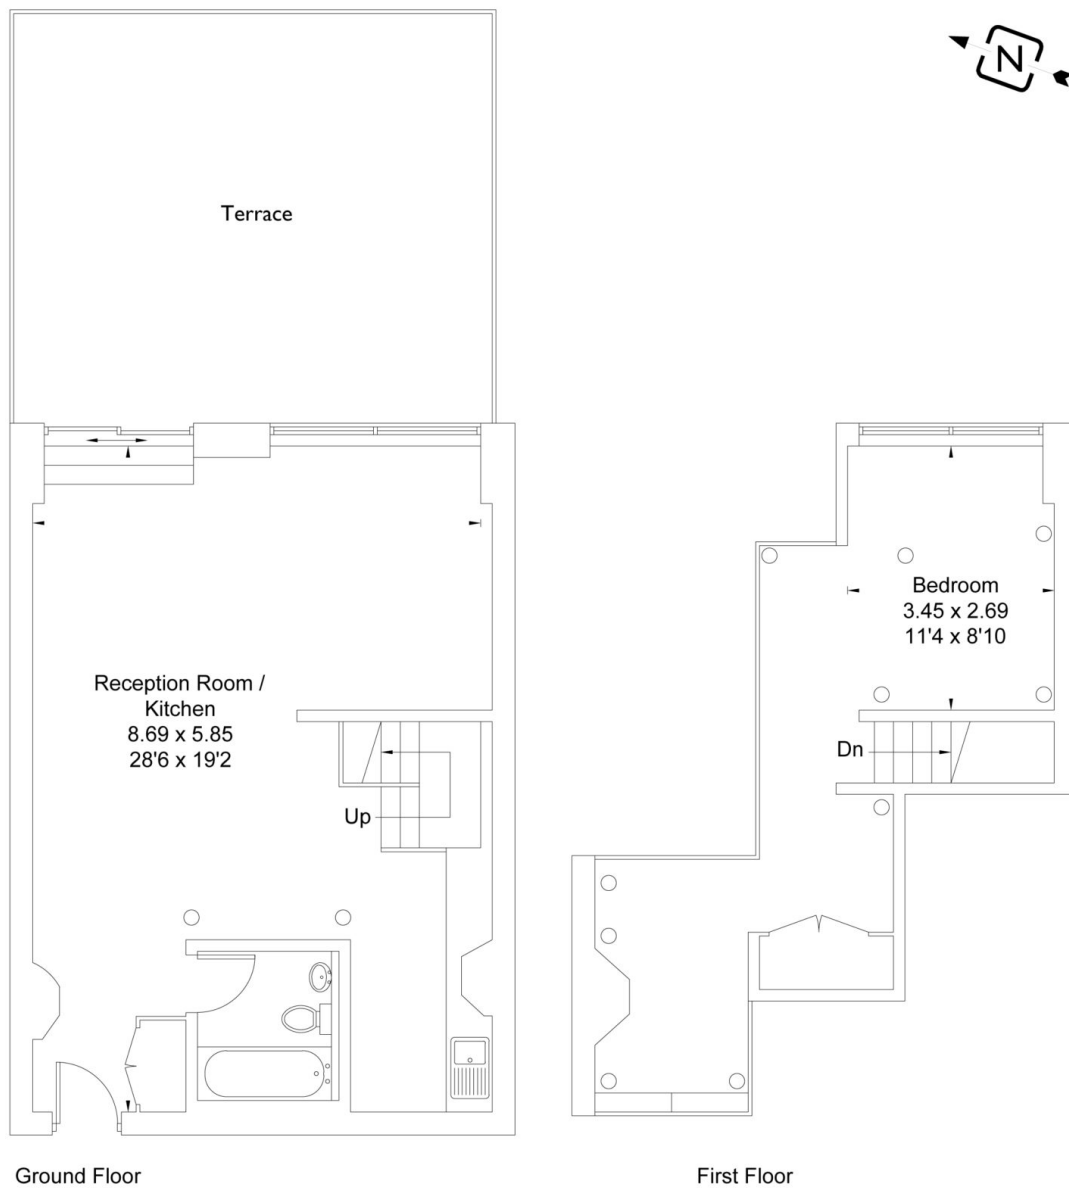 N
Terrace
Reception Room /
Kitchen
8.69 x 5.85
28'6 x 19'2
Up
Bedroom
3.45 x 2.69
11'4 x 8'10
Dn
Ground Floor
First Floor